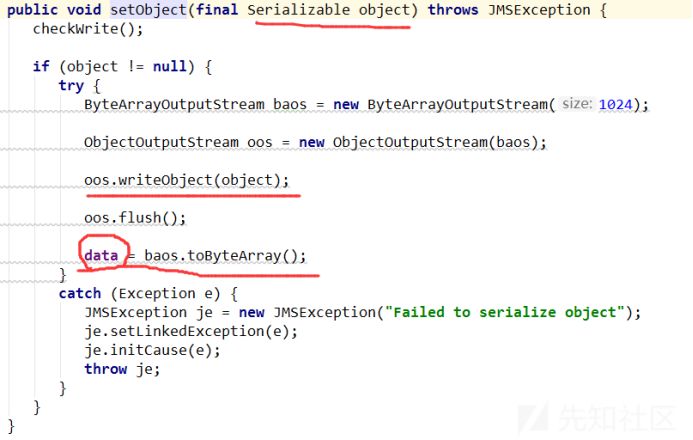 public void setObject(final Serializable object) throws JMSException {
    checkWrite();
    if (object != null) {
        try {
            ByteArrayOutputStream baos = new ByteArrayOutputStream( size: 1024);
            ObjectOutputStream oos = new ObjectOutputStream(baos);
            oos.writeObject(object);
            oos.flush();
            data = baos.toByteArray();
        }
        catch (Exception e) {
            JMSException je = new JMSException("Failed to serialize object");
            je.setLinkedException(e);
            je.initCause(e);
            throw je;
        }
    }
}
先知社区